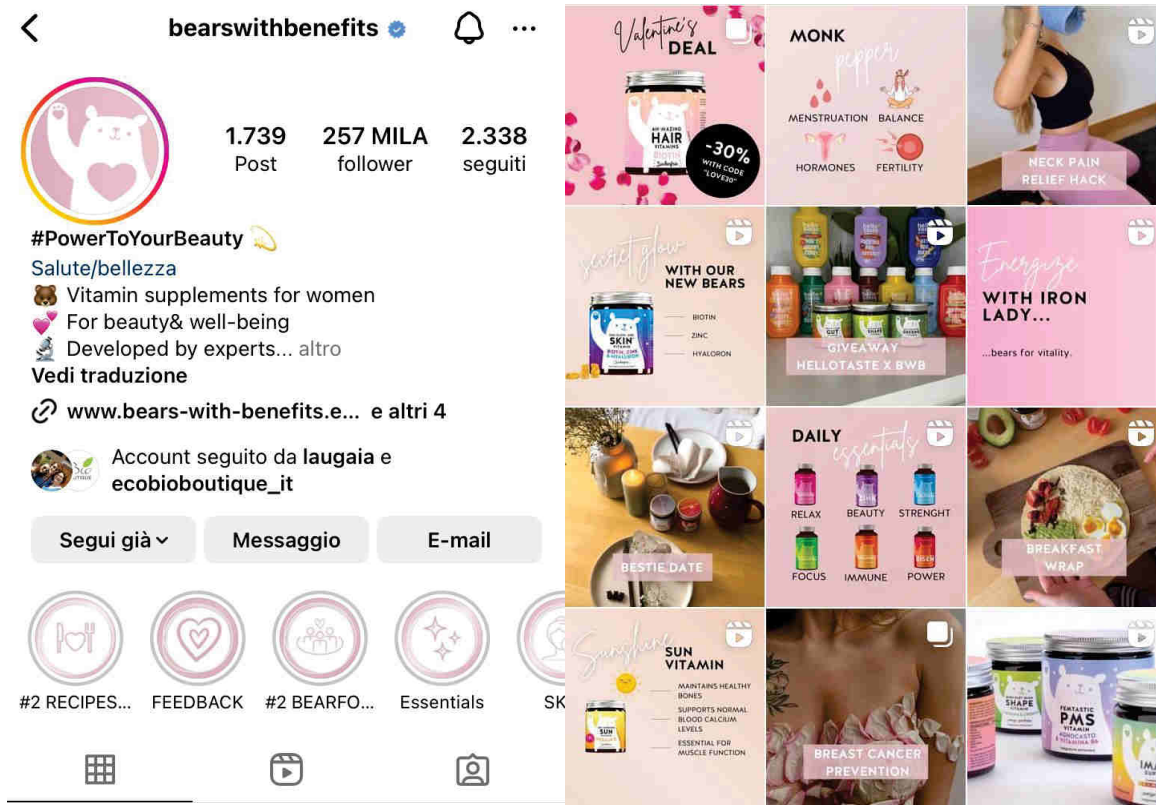 bearswithbenefits
1.739
Post
257 MILA
follower
2.338
seguiti
#PowerToYourBeauty
Salute/bellezza
Vitamin supplements for women
For beauty& well-being
Developed by experts... altro
Vedi traduzione
www.bears-with-benefits.e... e altri 4
Account seguito da laugaia e
ecobioboutique_it
Segui già
Messaggio
E-mail
#2 RECIPES...
FEEDBACK
#2 BEARFO...
Essentials
SK
Valentine's
DEAL
HAIR
VITAMINS
BIOTIN
-30%
WITH CODE
"LOVE30"
MONK
pepper
MENSTRUATION
BALANCE
HORMONES
FERTILITY
NECK PAIN
RELIEF HACK
secret glow
WITH OUR
NEW BEARS
SKIN
VITAMIN
BIOTIN
ZINC
HYALORON
GIVEAWAY
HELLOTASTE X BWB
Energize
WITH IRON
LADY...
...bears for vitality.
BESTIE DATE
DAILY
essentials
RELAX
BEAUTY
STRENGHT
FOCUS
IMMUNE
POWER
BREAKFAST
WRAP
Sunshine
SUN
VITAMIN
SUN
MAINTAINS HEALTHY
BONES
SUPPORTS NORMAL
BLOOD CALCIUM
LEVELS
ESSENTIAL FOR
MUSCLE FUNCTION
BREAST CANCER
PREVENTION
SHAPE
VITAMIN
FEMTASTIC
PMS
VITAMIN